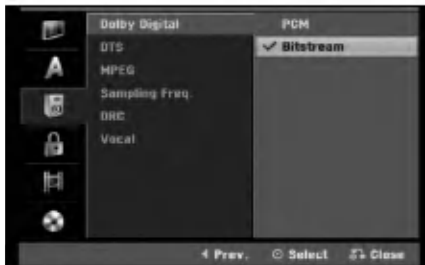 Dolby Digital
DTS
MPEG
Sampling Freq.
DRC
Vocal
PCM
Bitstream
A
Prev.
Select
Close